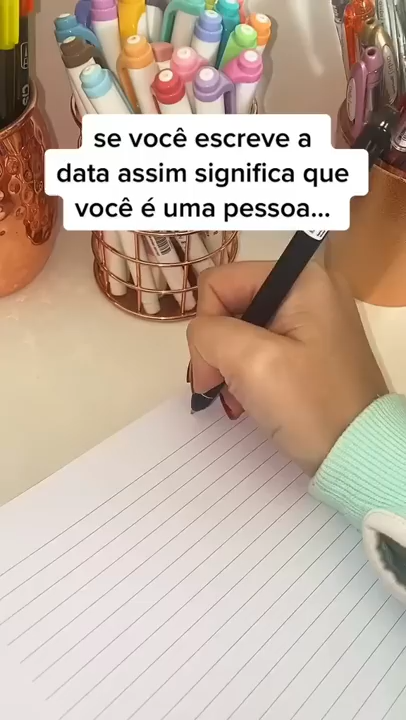 se você escreve a
data assim significa que
você é uma pessoa...